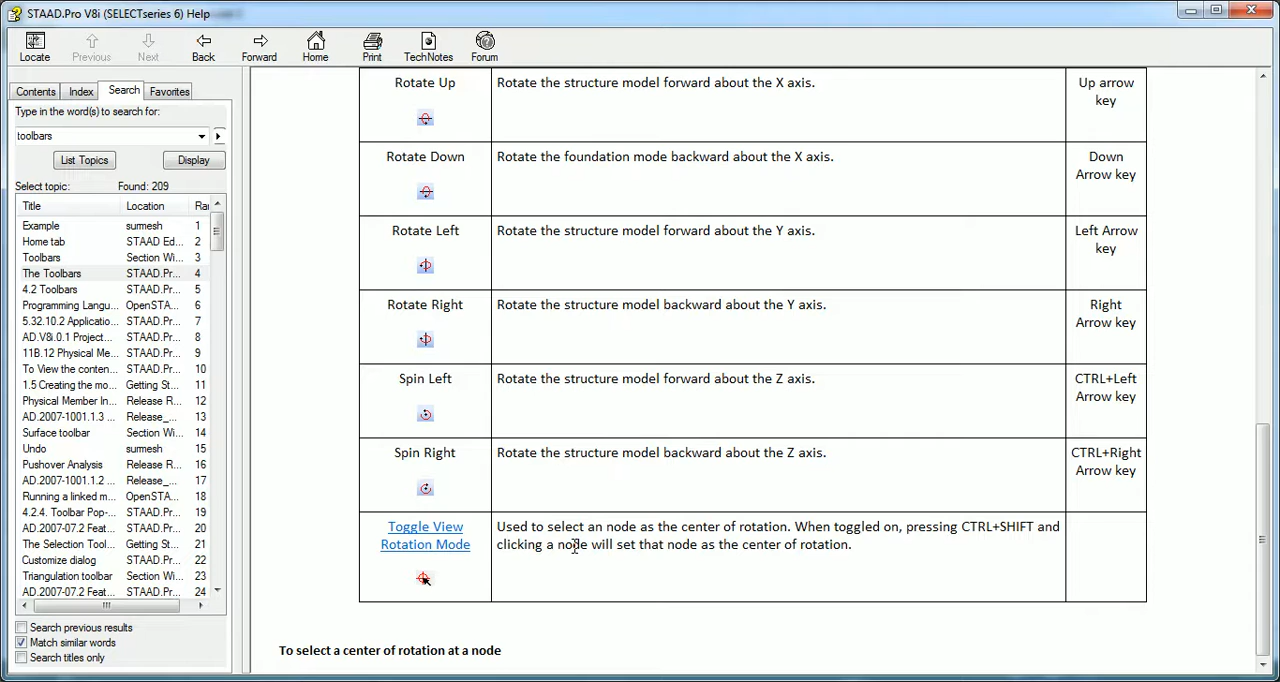 STAAD.Pro V8i (SELECTseries 6) Help
Locate
Previous
Next
Back
Forward
Home
Print
TechNotes
Forum
Contents
Index
Search
Favorites
Type in the word(s) to search for:
toolbars
List Topics
Display
Select topic:
Found: 209
Title Location Ra
Example surmesh 1
Home tab STAAD Ed... 2
Toolbars Section Wi... 3
The Toolbars STAAD.Pr... 4
4.2 Toolbars STAAD.Pr... 5
Programming Langu... OpenSTA... 6
5.32.10.2 Applicatio... STAAD.Pr... 7
AD.V8i.0.1 Project... STAAD.Pr... 8
11B.12 Physical Me... STAAD.Pr... 9
To View the conten... STAAD.Pr... 10
1.5 Creating the mo... Getting St... 11
Physical Member In... Release R... 12
AD.2007-1001.1.3 ... Release_... 13
Surface toolbar Section Wi... 14
Undo surmesh 15
Pushover Analysis Release R... 16
AD.2007-1001.1.2 ... Release_... 17
Running a linked m... OpenSTA... 18
4.2.4. Toolbar Pop-... STAAD.Pr... 19
AD.2007-07.2 Feat... STAAD.Pr... 20
The Selection Tool... Getting St... 21
Customize dialog STAAD.Pr... 22
Triangulation toolbar Section Wi... 23
AD.2007-07.2 Feat... STAAD.Pr... 24
Search previous results
Match similar words
Search titles only
Rotate Up
Rotate the structure model forward about the X axis.
Up arrow
key
Rotate Down
Rotate the foundation mode backward about the X axis.
Down
Arrow key
Rotate Left
Rotate the structure model forward about the Y axis.
Left Arrow
key
Rotate Right
Rotate the structure model backward about the Y axis.
Right
Arrow key
Spin Left
Rotate the structure model forward about the Z axis.
CTRL+Left
Arrow key
Spin Right
Rotate the structure model backward about the Z axis.
CTRL+Right
Arrow key
Toggle View
Rotation Mode
Used to select an node as the center of rotation. When toggled on, pressing CTRL+SHIFT and
clicking a node will set that node as the center of rotation.
To select a center of rotation at a node